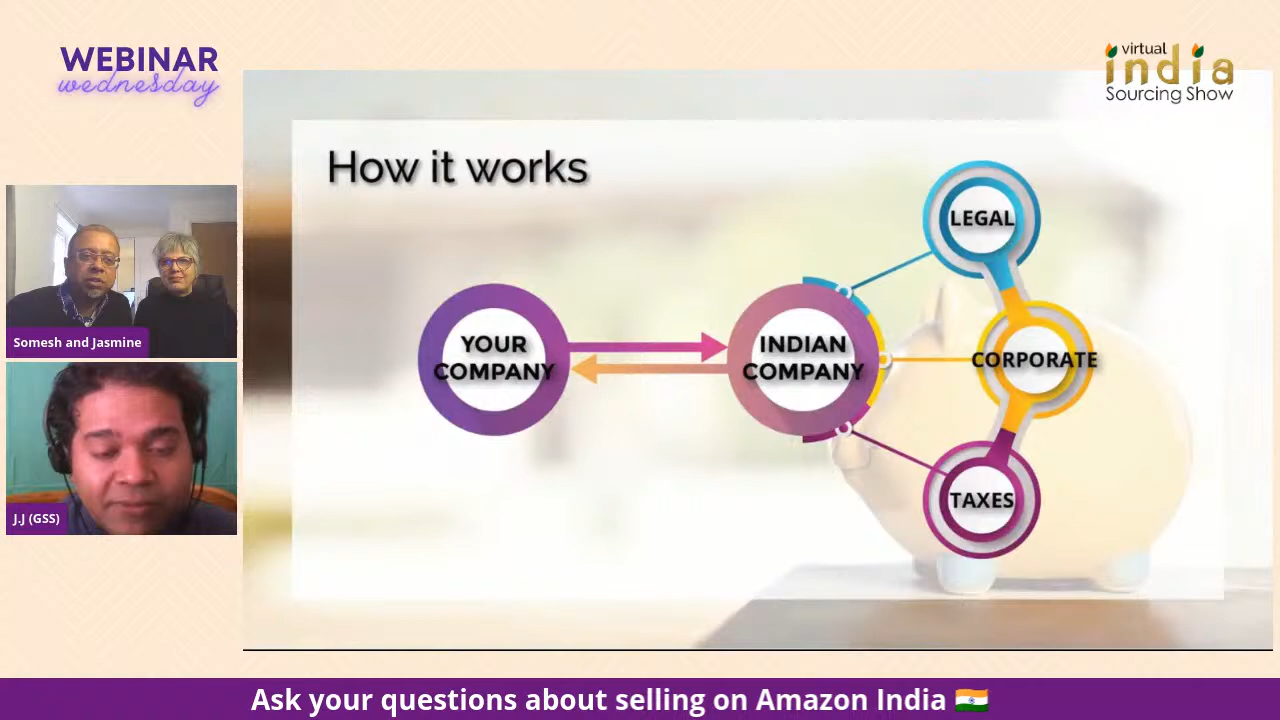 WEBINAR
wednesday
virtual
india
Sourcing Show
How it works
LEGAL
YOUR
COMPANY
INDIAN
COMPANY
CORPORATE
TAXES
Somesh and Jasmine
J.J (GSS)
Ask your questions about selling on Amazon India 🇮🇳